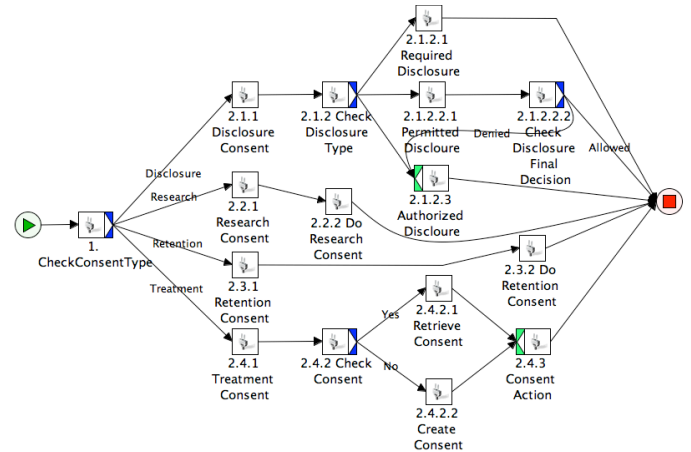 2.1.2.1
Required
Disclosure
2.1.1
Disclosure
Consent
2.1.2 Check
Disclosure
Type
2.1.2.2.1
Permitted
Discloure
Denied
2.1.2.2.2
Check
Disclosure
Final
Decision
Allowed
Disclosure
2.1.2.3
Authorized
Discloure
Research
2.2.1
Research
Consent
2.2.2 Do
Research
Consent
1.
CheckConsentType
Retention
2.3.1
Retention
Consent
2.3.2 Do
Retention
Consent
Treatment
2.4.1
Treatment
Consent
2.4.2 Check
Consent
Yes
2.4.2.1
Retrieve
Consent
No
2.4.2.2
Create
Consent
2.4.3
Consent
Action